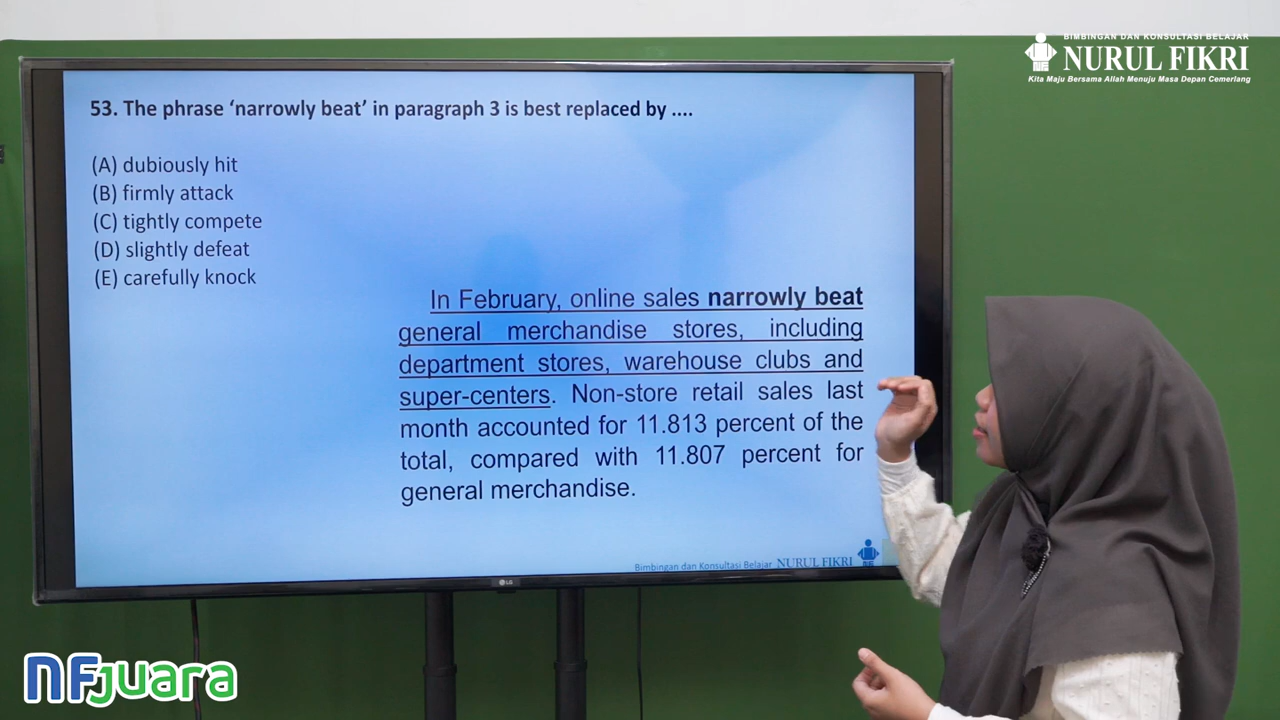 BIMBINGAN DAN KONSULTASI BELAJAR
NURUL FIKRI
Kita Maju Bersama Allah Menuju Masa Depan Cemerlang
53. The phrase ‘narrowly beat’ in paragraph 3 is best replaced by ....
(A) dubiously hit
(B) firmly attack
(C) tightly compete
(D) slightly defeat
(E) carefully knock
In February, online sales narrowly beat
general merchandise stores, including
department stores, warehouse clubs and
super-centers. Non-store retail sales last
month accounted for 11.813 percent of the
total, compared with 11.807 percent for
general merchandise.
Bimbingan dan Konsultasi Belajar NURUL FIKRI
LG
NFjuara